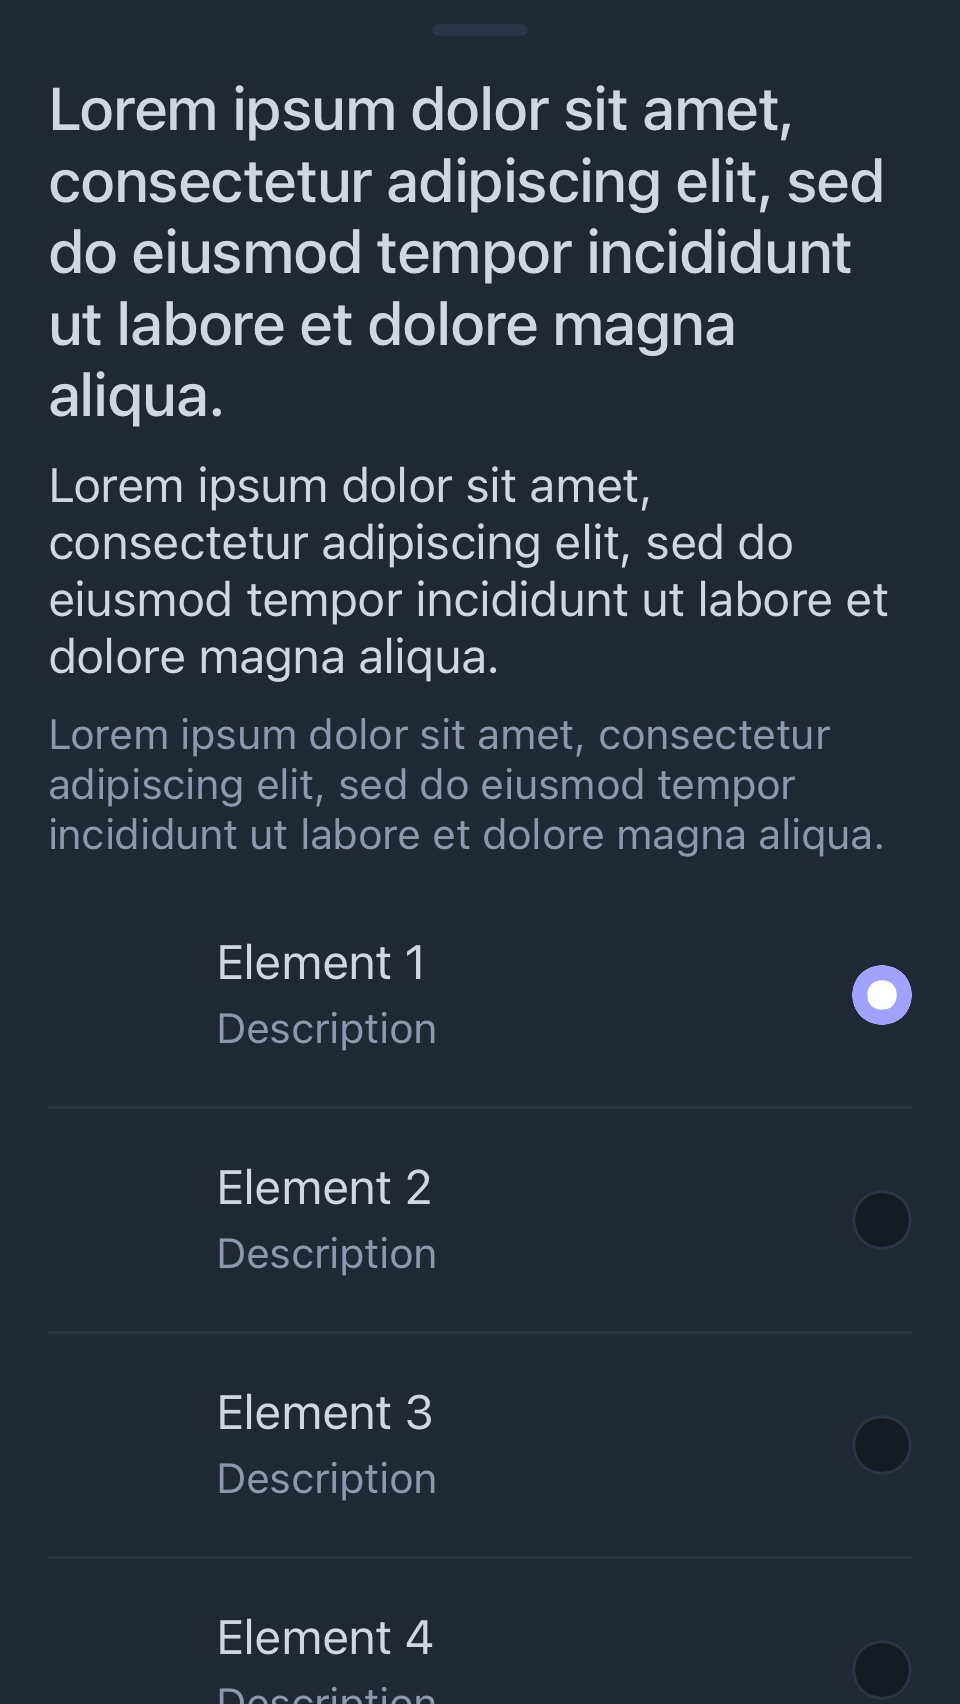 Lorem ipsum dolor sit amet,
consectetur adipiscing elit, sed
do eiusmod tempor incididunt
ut labore et dolore magna
aliqua.
Lorem ipsum dolor sit amet,
consectetur adipiscing elit, sed do
eiusmod tempor incididunt ut labore et
dolore magna aliqua.
Lorem ipsum dolor sit amet, consectetur
adipiscing elit, sed do eiusmod tempor
incididunt ut labore et dolore magna aliqua.
Element 1
Description
Element 2
Description
Element 3
Description
Element 4
Description